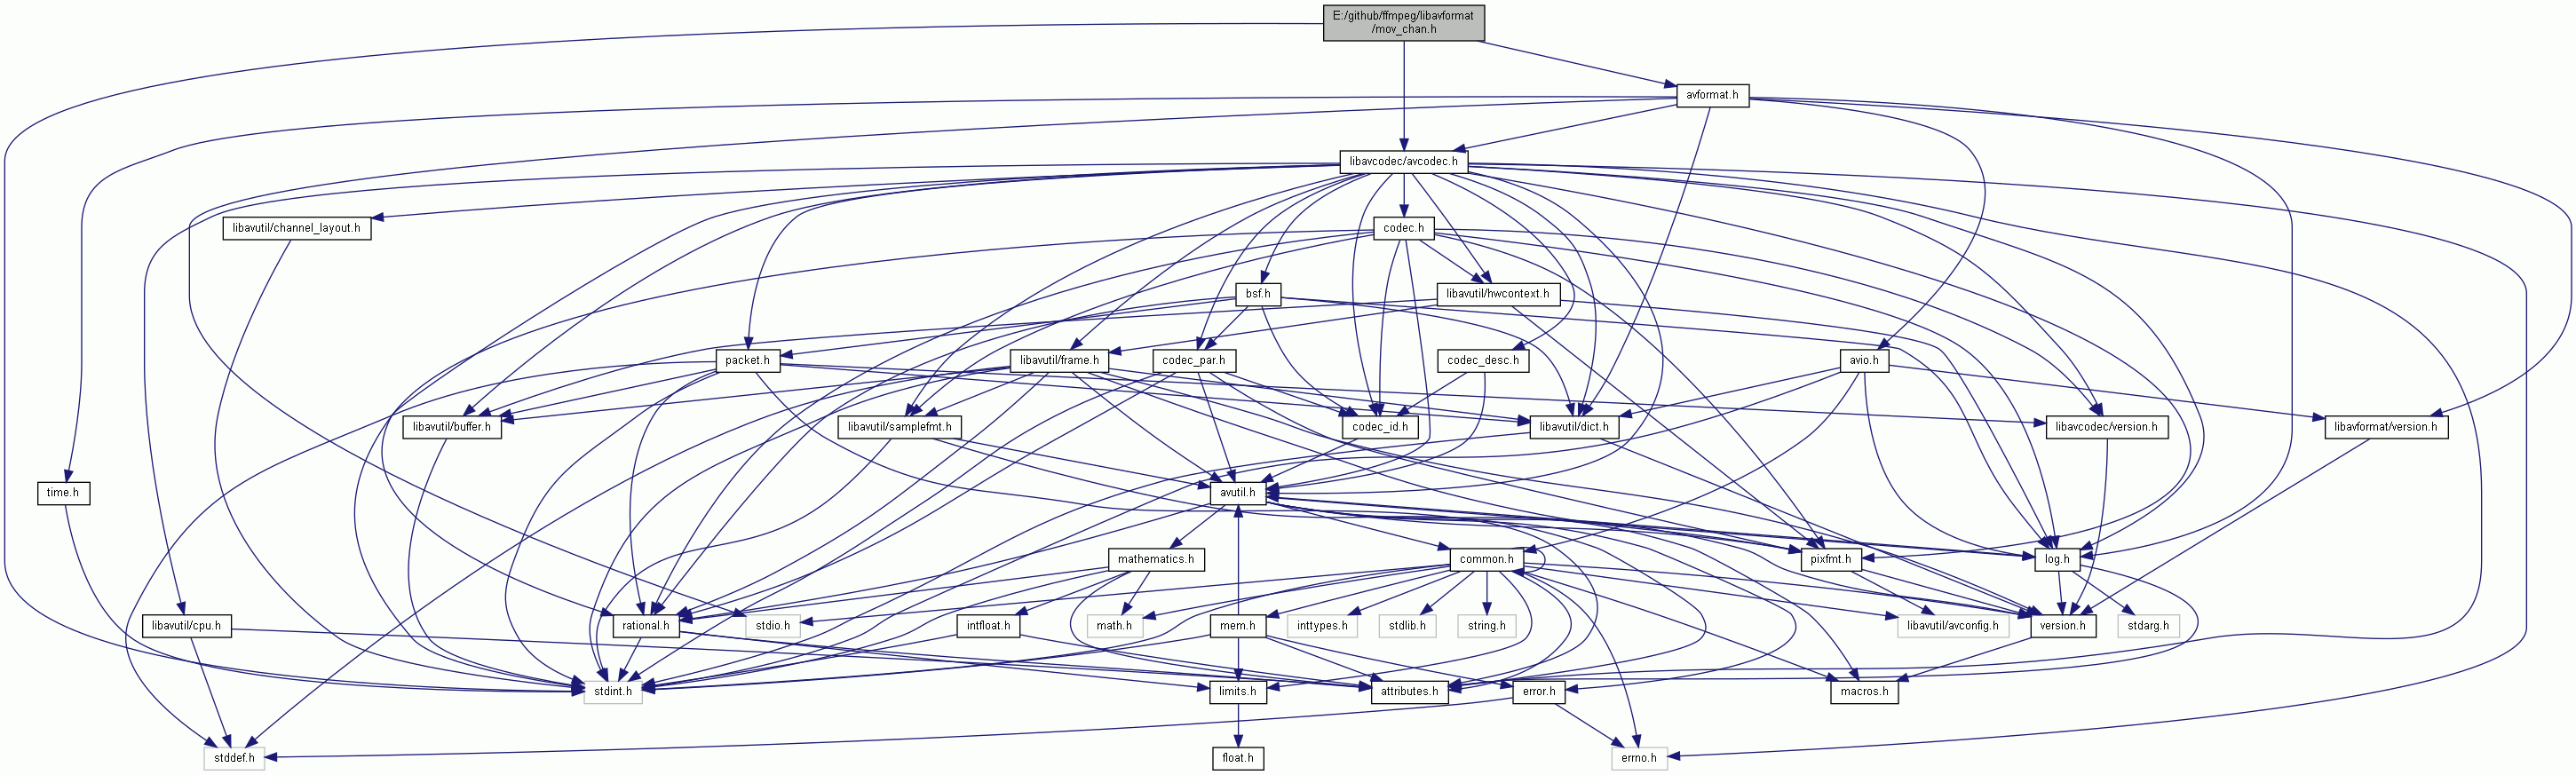 E:/github/ffmpeg/libavformat
/mov_chan.h
avformat.h
libavcodec/avcodec.h
libavutil/channel_layout.h
codec.h
bsf.h
libavutil/hwcontext.h
packet.h
libavutil/frame.h
codec_par.h
codec_desc.h
avio.h
libavutil/buffer.h
libavutil/samplefmt.h
codec_id.h
libavutil/dict.h
libavcodec/version.h
libavformat/version.h
time.h
avutil.h
mathematics.h
common.h
pixfmt.h
log.h
libavutil/cpu.h
rational.h
stdio.h
intfloat.h
math.h
mem.h
inttypes.h
stdlib.h
string.h
libavutil/avconfig.h
version.h
stdarg.h
stdint.h
attributes.h
limits.h
error.h
macros.h
stddef.h
float.h
errno.h